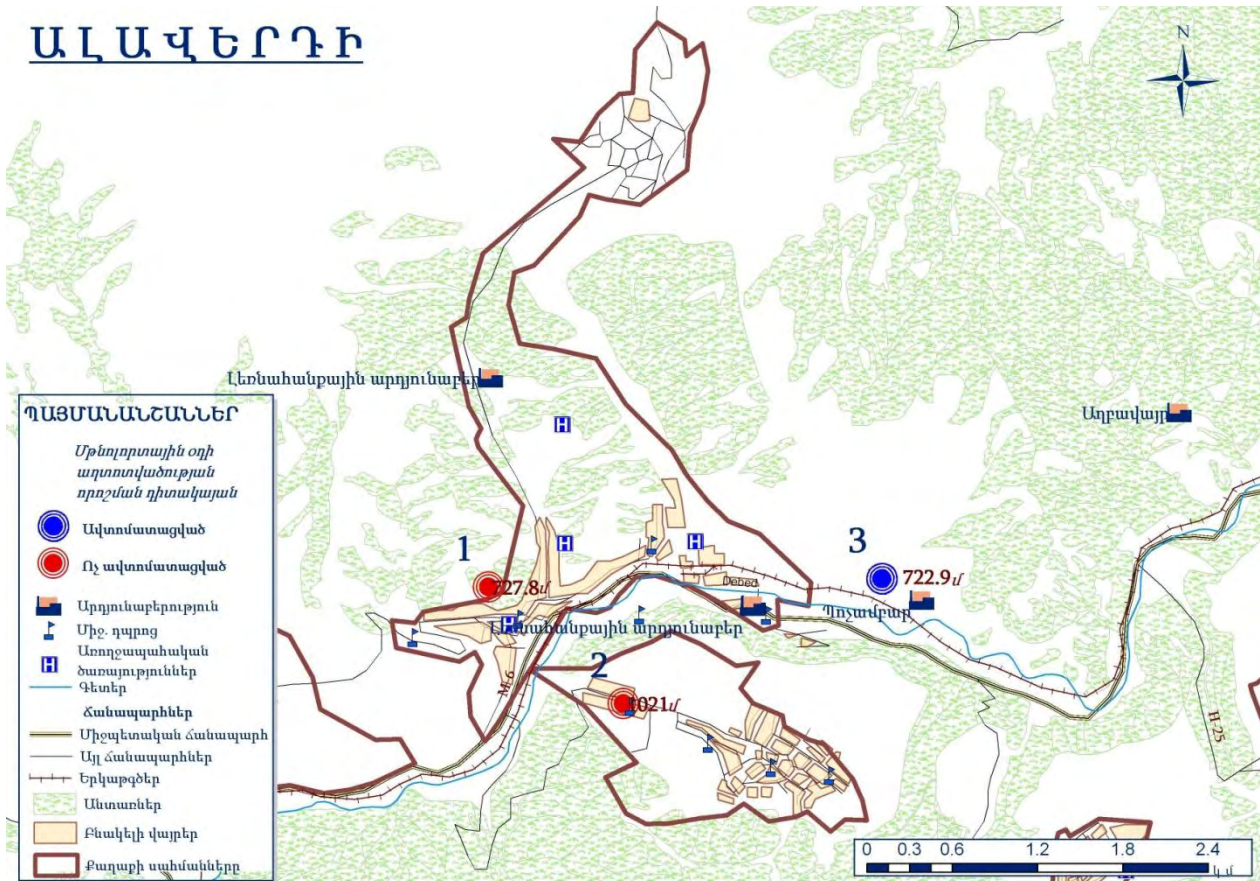 ԱԼԱՎԵՐԴԻ
N
Լեռնահանքային արդյունաբեր
Աղբավայր
ՊԱՅՄԱՆԱՆՇԱՆՆԵՐ
Մթնոլորտային օդի
աղտոտվածության
որոշման դիտակայան
Ավտոմատացված
Ոչ ավտոմատացված
Արդյունաբերություն
Միջ. դպրոց
Առողջապահական
ծառայություններ
Գետեր
Ճանապարհներ
Միջպետական ճանապարհ
Այլ ճանապարհներ
Երկաթգծեր
Անտառներ
Բնակելի վայրեր
Քաղաքի սահմանները
1
727.8մ
3
722.9մ
Debed
Պոչամբար
Լեռնահանքային արդյունաբեր
2
1021մ
M-6
H-25
0 0.3 0.6 1.2 1.8 2.4
կմ